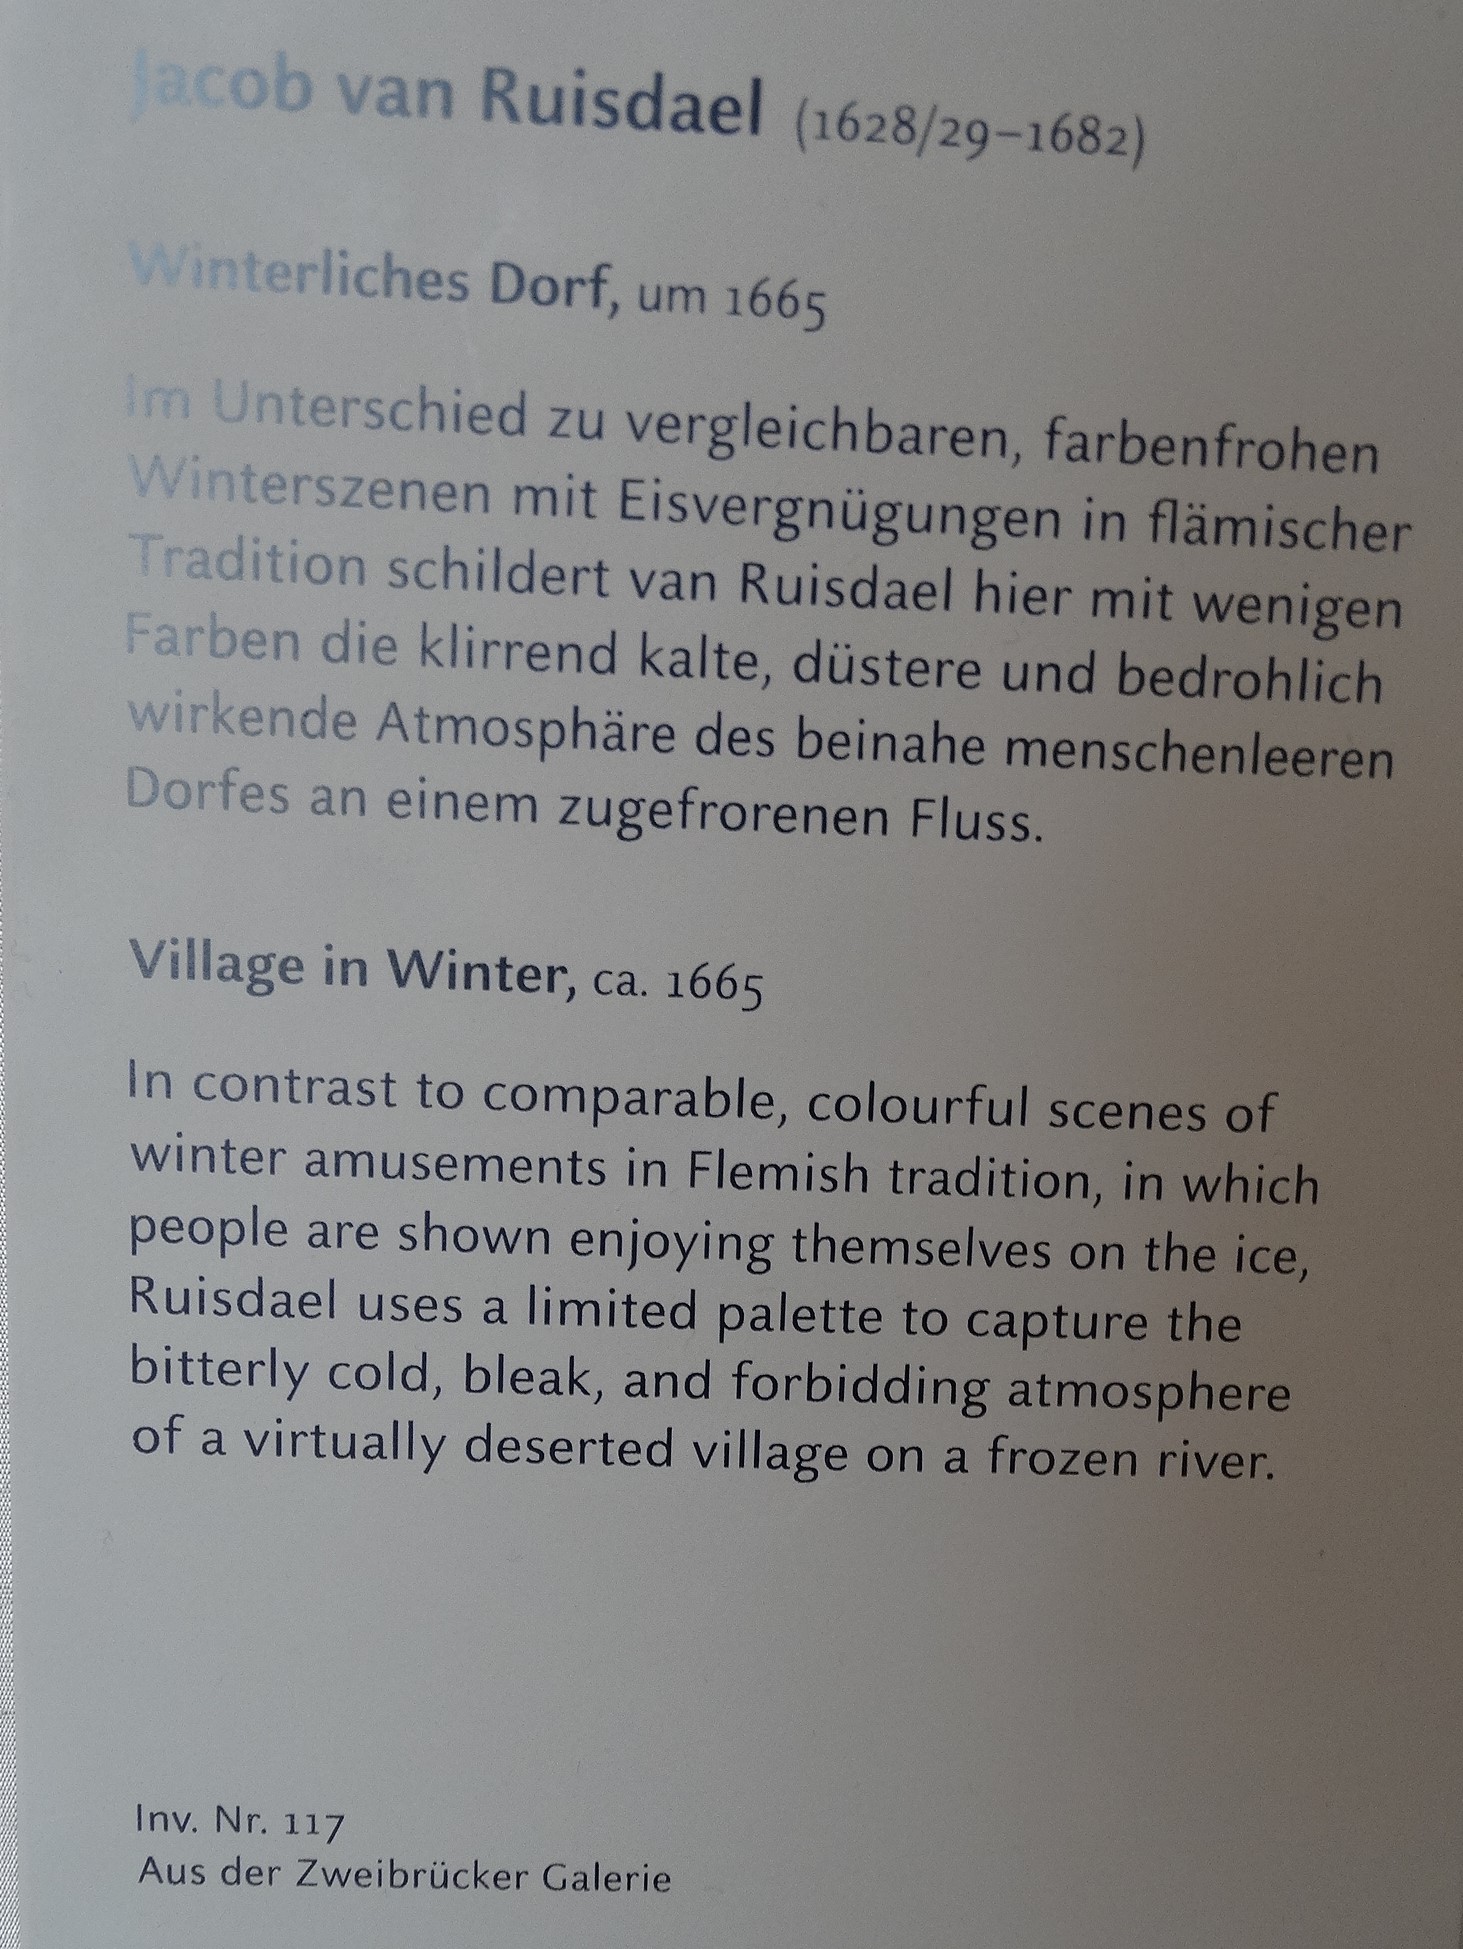 Jacob van Ruisdael (1628/29–1682)
Winterliches Dorf, um 1665
Im Unterschied zu vergleichbaren, farbenfrohen
Winterszenen mit Eisvergnügungen in flämischer
Tradition schildert van Ruisdael hier mit wenigen
Farben die klirrend kalte, düstere und bedrohlich
wirkende Atmosphäre des beinahe menschenleeren
Dorfes an einem zugefrorenen Fluss.
Village in Winter, ca. 1665
In contrast to comparable, colourful scenes of
winter amusements in Flemish tradition, in which
people are shown enjoying themselves on the ice,
Ruisdael uses a limited palette to capture the
bitterly cold, bleak, and forbidding atmosphere
of a virtually deserted village on a frozen river.
Inv. Nr. 117
Aus der Zweibrücker Galerie